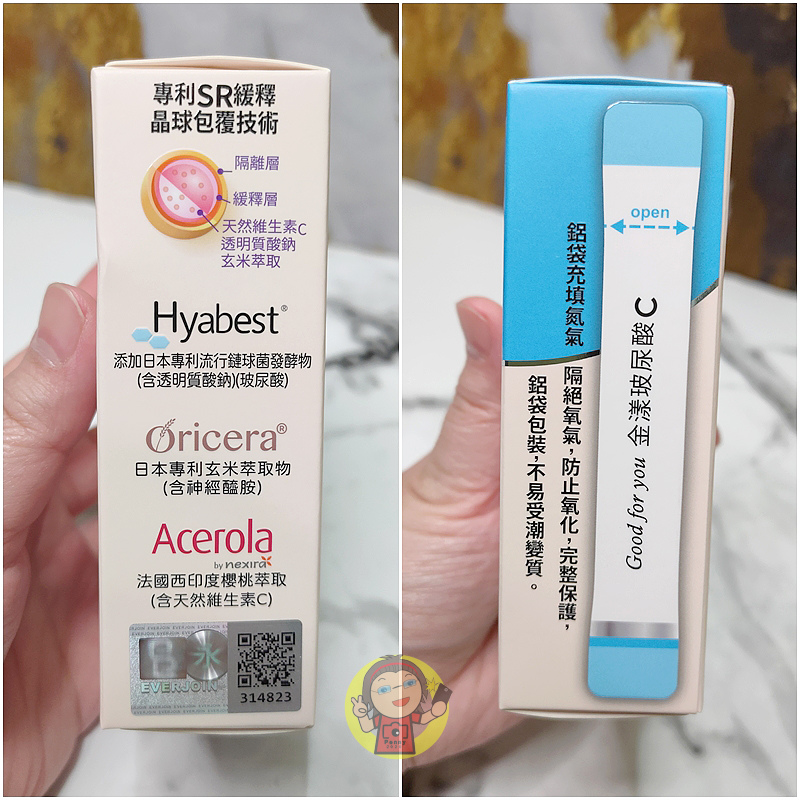 專利SR緩釋
晶球包覆技術
隔離層
緩釋層
天然維生素C
透明質酸鈉
玄米萃取
Hyabest®
添加日本專利流行鏈球菌發酵物
(含透明質酸鈉)(玻尿酸)
Oricera®
日本專利玄米萃取物
(含神經醯胺)
Acerola
by nexira
法國西印度櫻桃萃取
(含天然維生素C)
EVERJOIN
314823
open
鋁袋充填氮氣
隔絕氧氣，防止氧化，完整保護，
鋁袋包裝，不易受潮變質。
Good for you 金漾玻尿酸 C
Penny